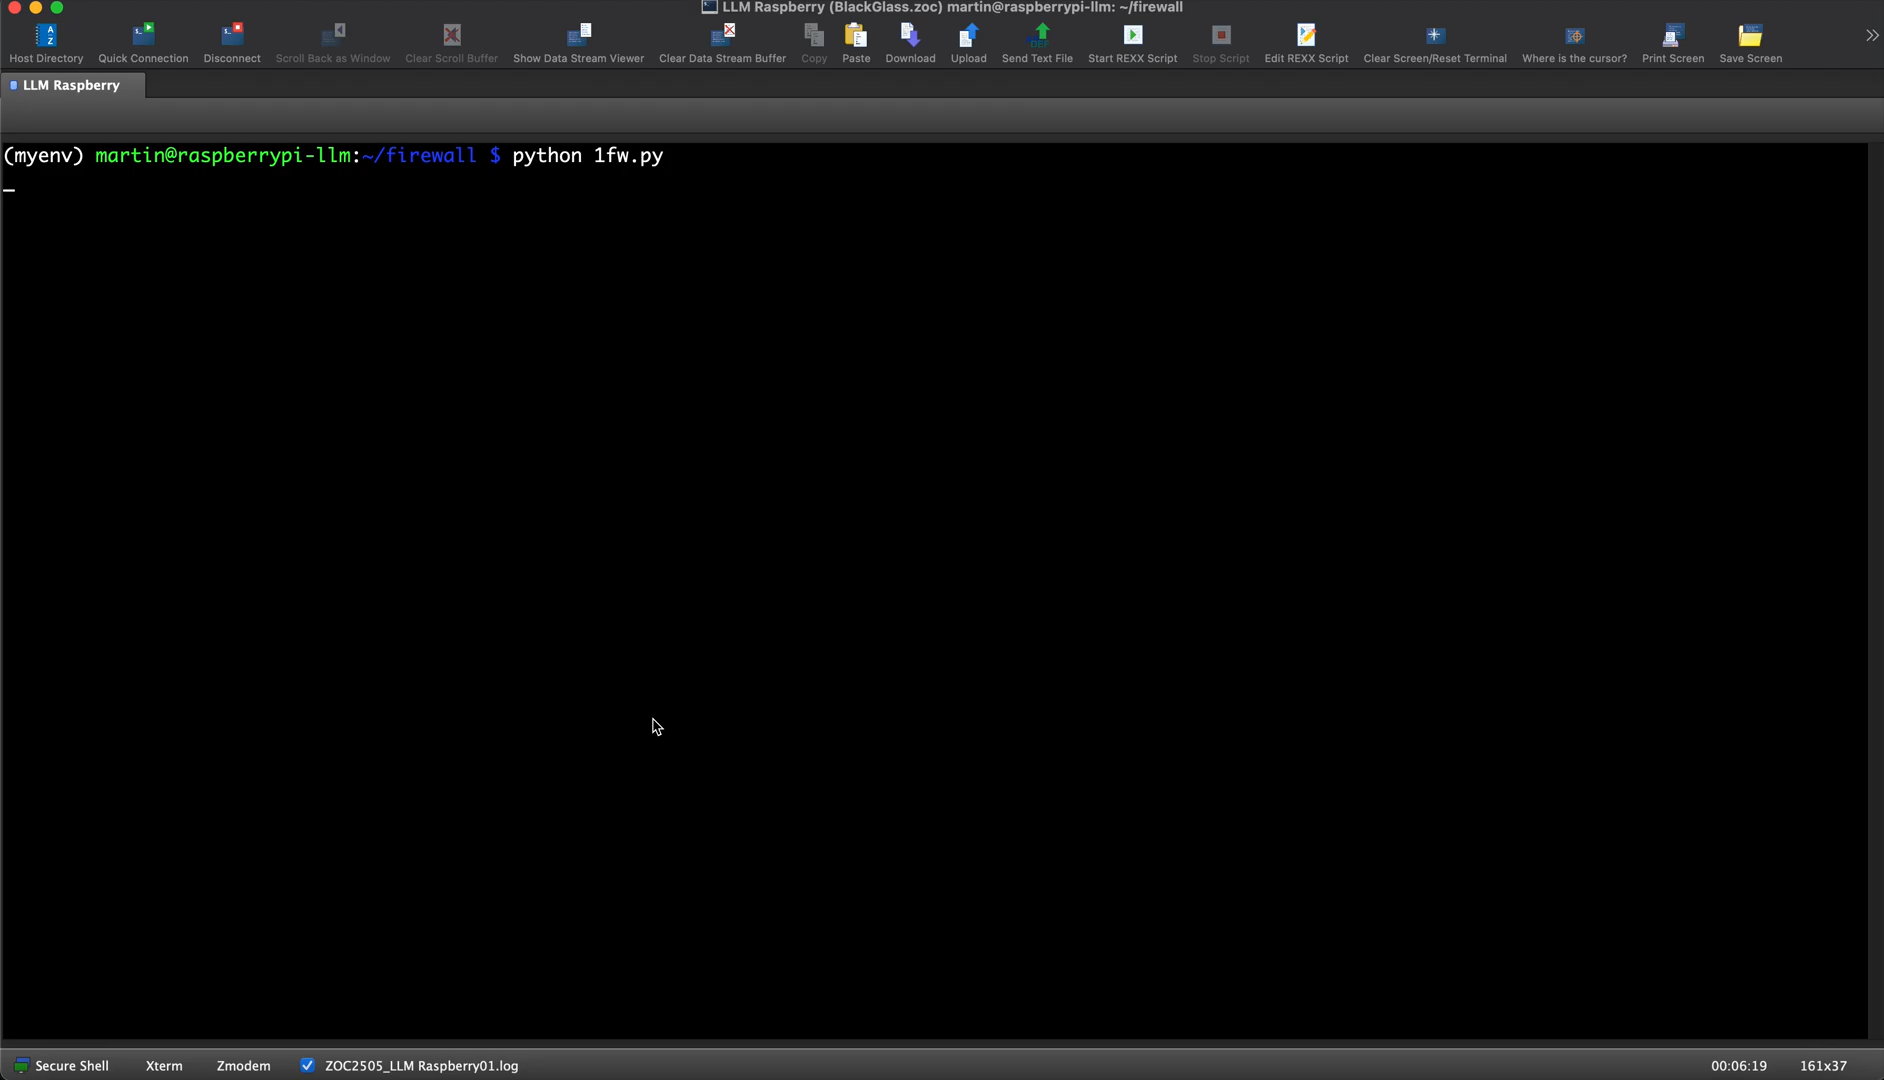 LLM Raspberry (BlackGlass.zoc) martin@raspberrypi-llm: ~/firewall
Host Directory Quick Connection Disconnect Scroll Back as Window Clear Scroll Buffer Show Data Stream Viewer Clear Data Stream Buffer Copy Paste Download Upload Send Text File Start REXX Script Stop Script Edit REXX Script Clear Screen/Reset Terminal Where is the cursor? Print Screen Save Screen
LLM Raspberry
(myenv) martin@raspberrypi-llm:~/firewall $ python 1fw.py
Secure Shell Xterm Zmodem ZOC2505_LLM Raspberry01.log 00:06:19 161x37